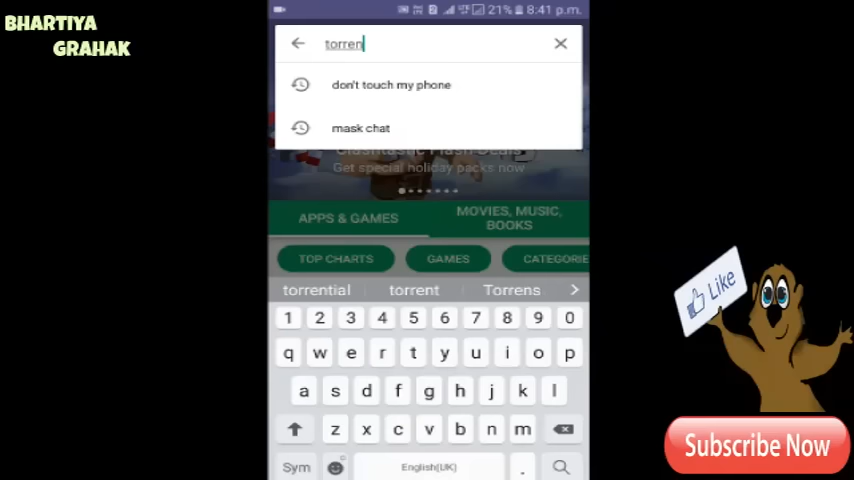 BHARTIYA
GRAHAK
21% 8:41 p.m.
torren
don't touch my phone
mask chat
Get special holiday packs now
APPS & GAMES
MOVIES, MUSIC,
BOOKS
TOP CHARTS
GAMES
CATEGORIE
torrential
torrent
Torrens
1 2 3 4 5 6 7 8 9 0
q w e r t y u i o p
a s d f g h j k l
z x c v b n m
Sym
English(UK)
.
Like
Subscribe Now